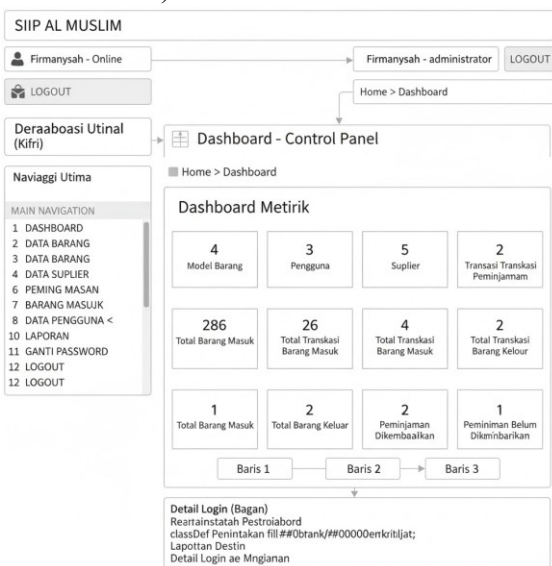 SIIP AL MUSLIM
Firmanysah - Online
Firmanysah - administrator
LOGOUT
LOGOUT
Home > Dashboard
Deraaboasi Utinal
(Kifri)
Dashboard - Control Panel
Home > Dashboard
Naviaggi Utima
MAIN NAVIGATION
1 DASHBOARD
2 DATA BARANG
3 DATA BARANG
4 DATA SUPLIER
6 PEMING MASAN
7 BARANG MASUJK
8 DATA PENGGUNA <
10 LAPORAN
11 GANTI PASSWORD
12 LOGOUT
12 LOGOUT
Dashboard Metirik
4
Model Barang
3
Pengguna
5
Suplier
2
Transasi Transkasi
Peminjamman
286
Total Barang Masuk
26
Total Transkasi
Barang Masuk
4
Total Transkasi
Barang Masuk
2
Total Transkasi
Barang Kelour
1
Total Barang Masuk
2
Total Barang Keluar
2
Peminjaman
Dikembaalkan
1
Peminiman Belum
Dikminbarikan
Baris 1
Baris 2
Baris 3
Detail Login (Bagan)
Rearrainstatah Pestroiabord
classDef Penintakan fill##0btank/##00000errkritbljat;
Lapottan Destin
Detail Login ae Mngianan